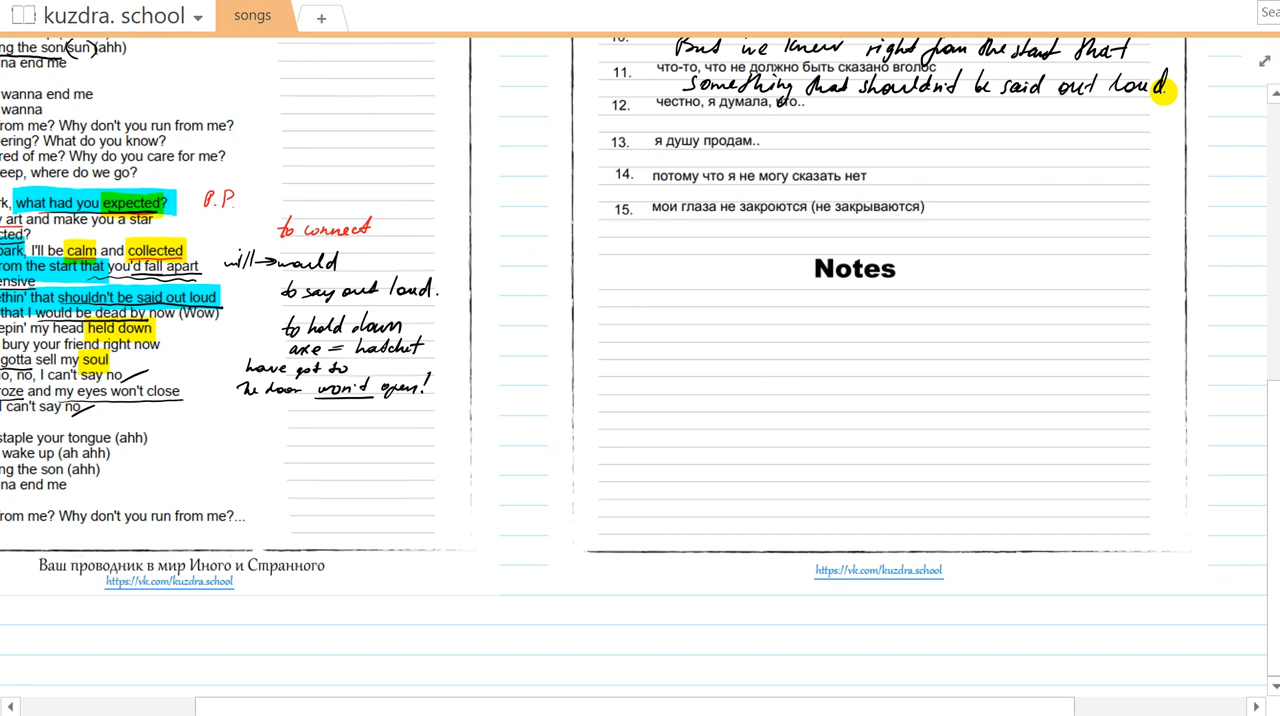 kuzdra. school
songs
+
Sea
ng the son/(sun)(ahh)
na end me
wanna end me
wanna
from me? Why don't you run from me?
ering? What do you know?
red of me? Why do you care for me?
eep, where do we go?
rk, what had you expected? P.P.
y art and make you a star
cted? to connect
park, I'll be calm and collected
from the start that you'd fall apart will→would
ensive
ethin' that shouldn't be said out loud to say out loud.
that I would be dead by now (Wow)
epin' my head held down to hold down
bury your friend right now axe = hatchet
gotta sell my soul have got to
o, no, I can't say no
oze and my eyes won't close The door won't open!
I can't say no
staple your tongue (ahh)
wake up (ah ahh)
ng the son (ahh)
na end me
from me? Why don't you run from me?...
Ваш проводник в мир Иного и Странного
https://vk.com/kuzdra.school
10.
But we knew right from the start that
11. что-то, что не должно быть сказано вголос
something that shouldn't be said out loud.
12. честно, я думала, что..
13. я душу продам..
14. потому что я не могу сказать нет
15. мои глаза не закроются (не закрываются)
Notes
https://vk.com/kuzdra.school